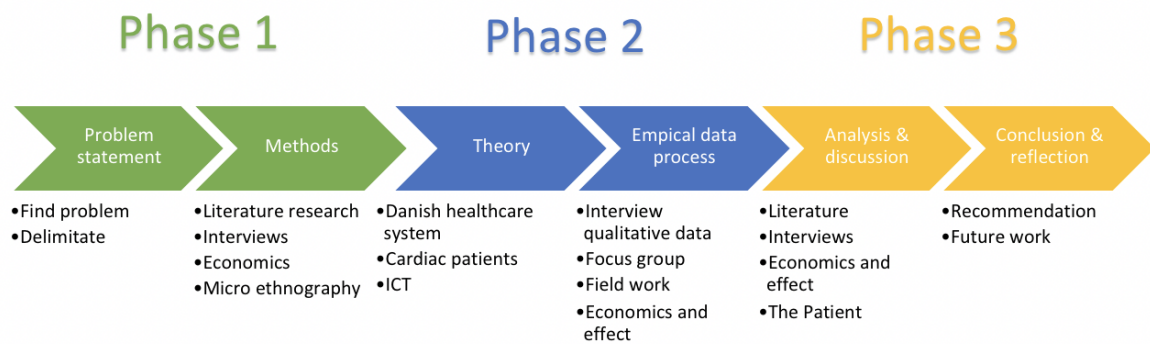 Phase 1
Phase 2
Phase 3
Problem
statement
Methods
Theory
Empical data
process
Analysis &
discussion
Conclusion &
reflection
•Find problem
•Delimitate
•Literature research
•Interviews
•Economics
•Micro ethnography
•Danish healthcare
system
•Cardiac patients
•ICT
•Interview
qualitative data
•Focus group
•Field work
•Economics and
effect
•Literature
•Interviews
•Economics and
effect
•The Patient
•Recommendation
•Future work